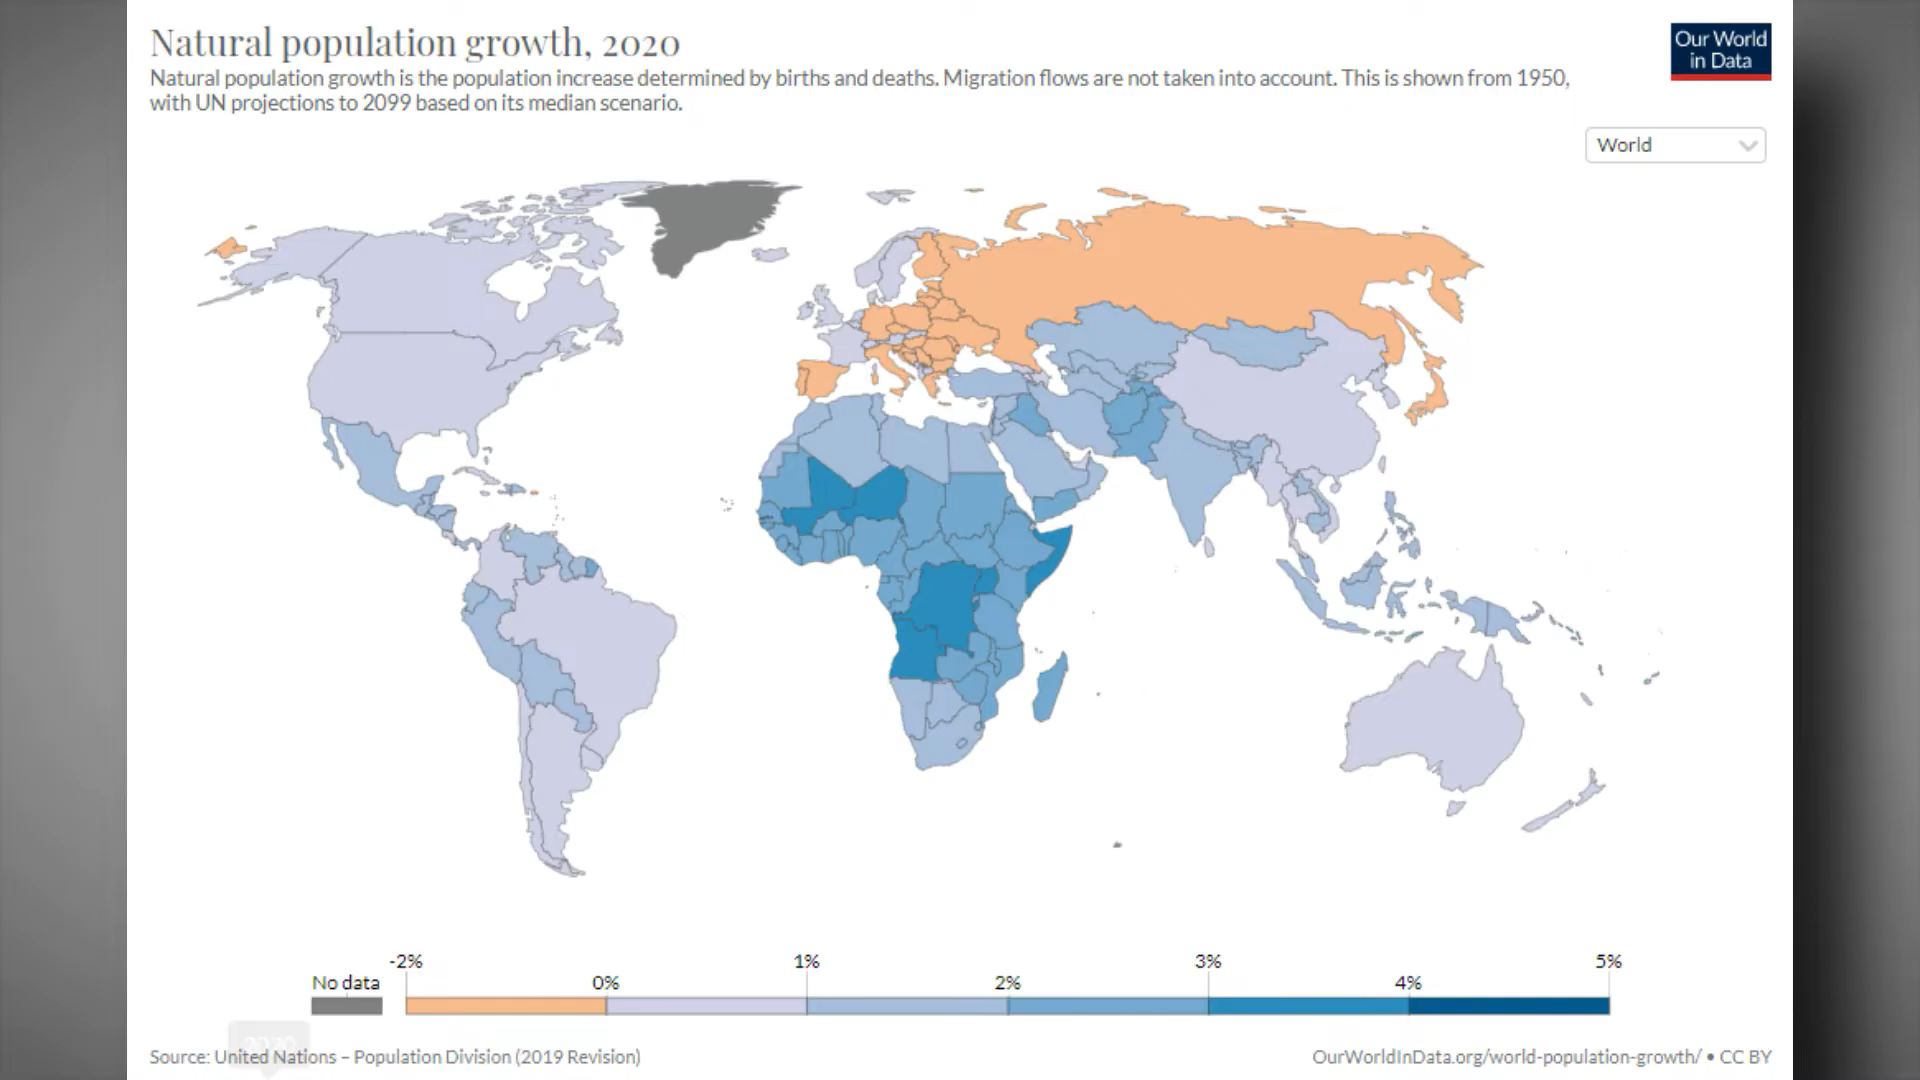 Natural population growth, 2020
Natural population growth is the population increase determined by births and deaths. Migration flows are not taken into account. This is shown from 1950,
with UN projections to 2099 based on its median scenario.
Our World
in Data
World
-2%
1%
3%
5%
No data
0%
2%
4%
2020
Source: United Nations – Population Division (2019 Revision)
OurWorldInData.org/world-population-growth/ • CC BY